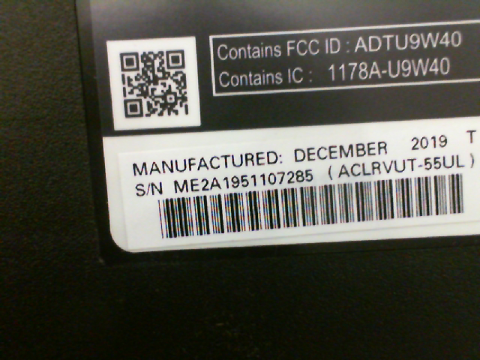 Contains FCC ID : ADTU9W40
Contains IC : 1178A-U9W40
MANUFACTURED: DECEMBER 2019 T
S/N ME2A1951107285 (ACLRVUT-55UL)